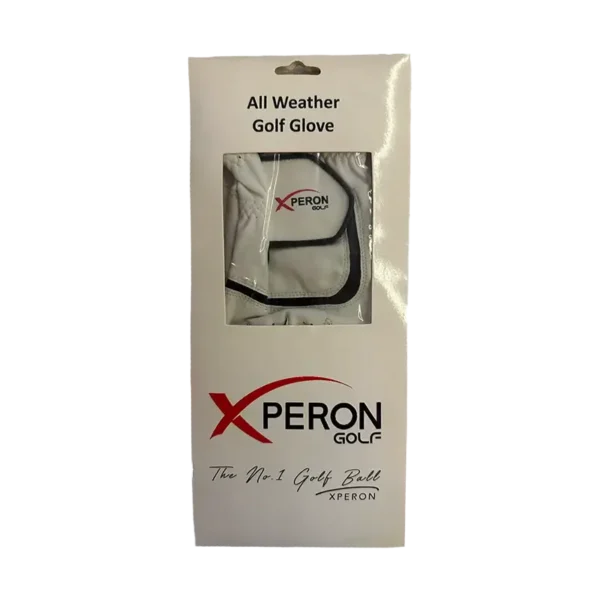 All Weather
Golf Glove
XPERON
GOLF
XPERON
GOLF
The No.1 Golf Ball
XPERON